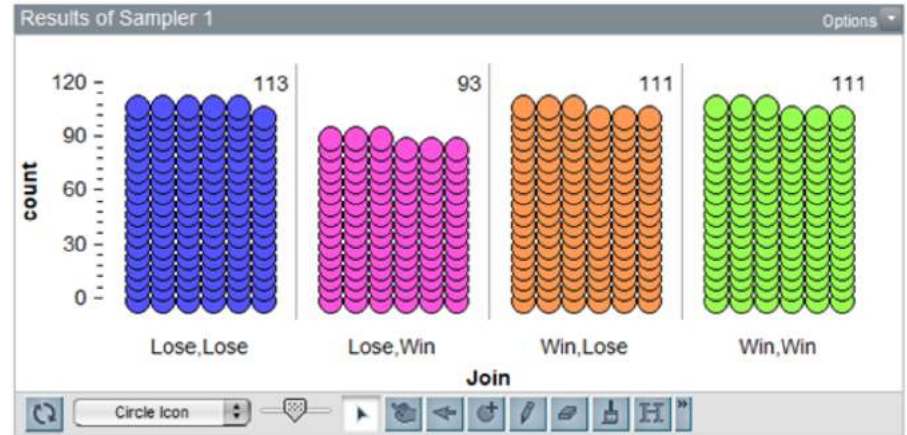 Results of Sampler 1 Options
120 113 93 111 111
90
60
30
0
count
Lose,Lose Lose,Win Win,Lose Win,Win
Join
Circle Icon